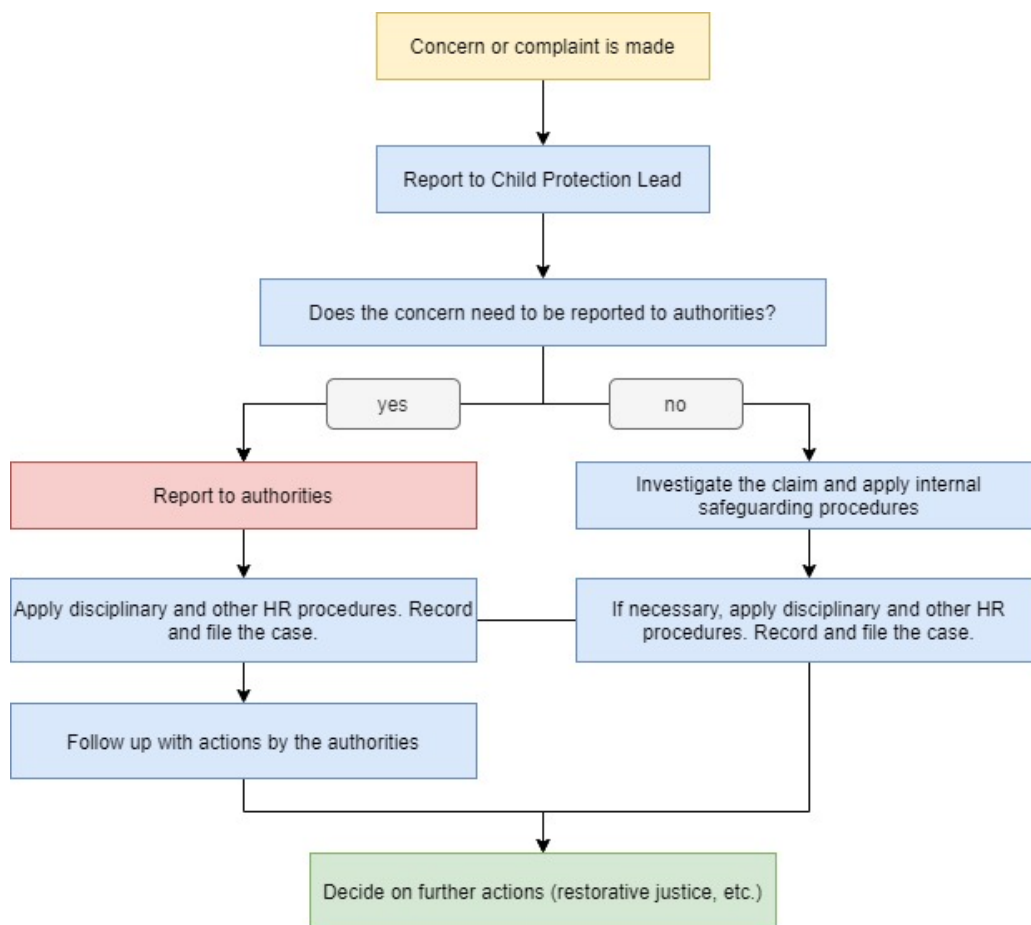 Concern or complaint is made
Report to Child Protection Lead
Does the concern need to be reported to authorities?
yes
no
Report to authorities
Investigate the claim and apply internal
safeguarding procedures
Apply disciplinary and other HR procedures. Record
and file the case.
If necessary, apply disciplinary and other HR
procedures. Record and file the case.
Follow up with actions by the authorities
Decide on further actions (restorative justice, etc.)